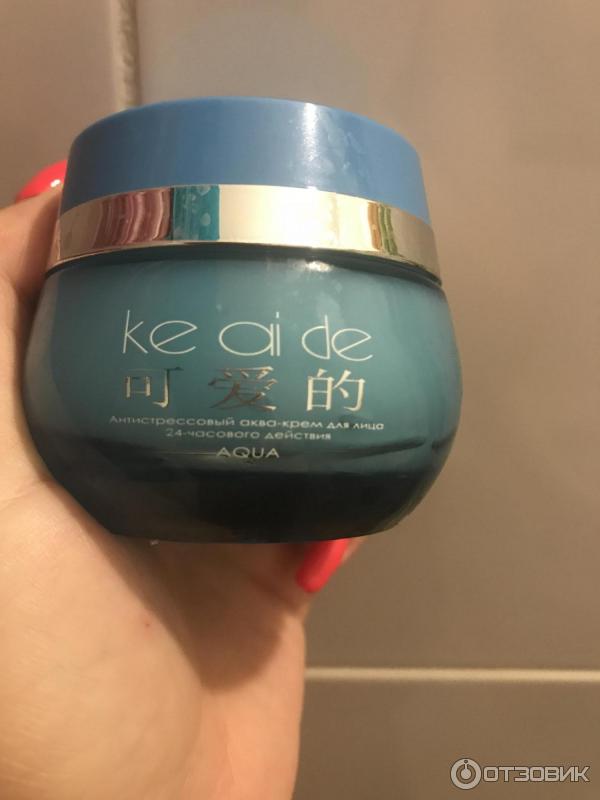 ke ai de
可爱的
Антистрессовый аква-крем для лица
24-часового действия
AQUA
ОТЗОВИК